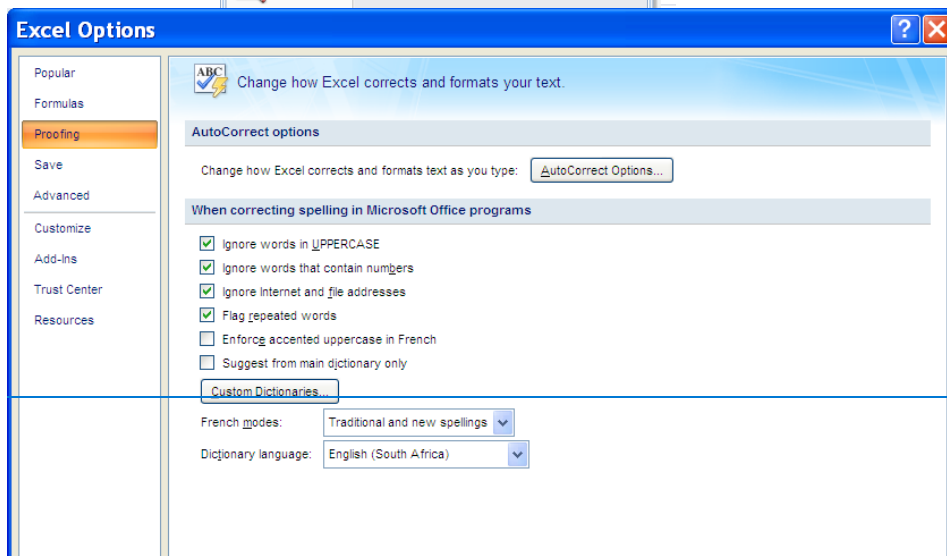 Excel Options
?
Popular
Formulas
Proofing
Save
Advanced
Customize
Add-Ins
Trust Center
Resources
ABC
Change how Excel corrects and formats your text.
AutoCorrect options
Change how Excel corrects and formats text as you type: AutoCorrect Options...
When correcting spelling in Microsoft Office programs
Ignore words in UPPERCASE
Ignore words that contain numbers
Ignore Internet and file addresses
Flag repeated words
Enforce accented uppercase in French
Suggest from main dictionary only
Custom Dictionaries...
French modes: Traditional and new spellings
Dictionary language: English (South Africa)